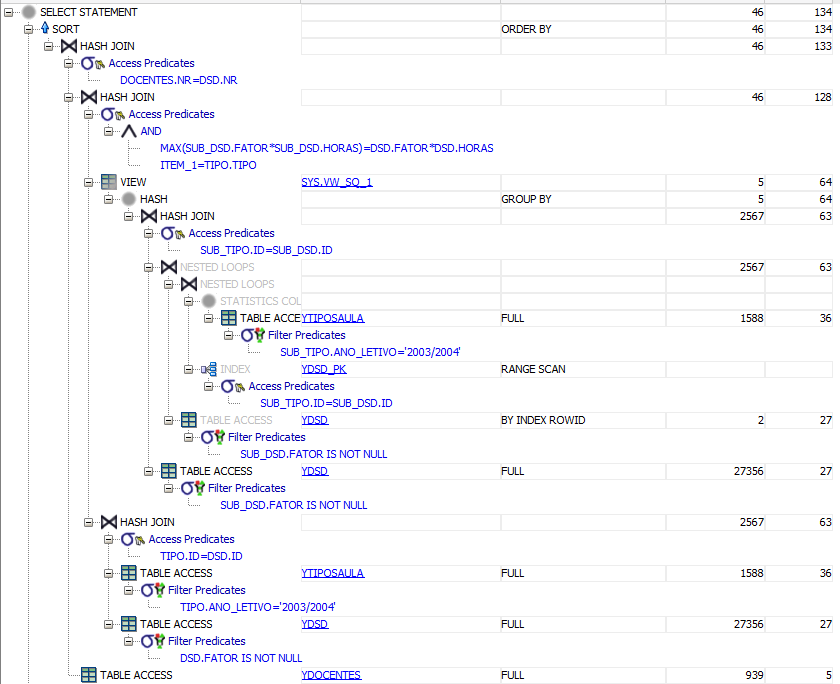 SELECT STATEMENT 46 134
SORT ORDER BY 46 134
HASH JOIN 46 133
Access Predicates
DOCENTES.NR=DSD.NR
HASH JOIN 46 128
Access Predicates
AND
MAX(SUB_DSD.FATOR*SUB_DSD.HORAS)=DSD.FATOR*DSD.HORAS
ITEM_1=TIPO.TIPO
VIEW SYS.VW_SQ_1 5 64
HASH GROUP BY 5 64
HASH JOIN 2567 63
Access Predicates
SUB_TIPO.ID=SUB_DSD.ID
NESTED LOOPS 2567 63
NESTED LOOPS
STATISTICS COL
TABLE ACCE YTIPOSAULA FULL 1588 36
Filter Predicates
SUB_TIPO.ANO_LETIVO='2003/2004'
INDEX YDSD_PK RANGE SCAN
Access Predicates
SUB_TIPO.ID=SUB_DSD.ID
TABLE ACCESS YDSD BY INDEX ROWID 2 27
Filter Predicates
SUB_DSD.FATOR IS NOT NULL
TABLE ACCESS YDSD FULL 27356 27
Filter Predicates
SUB_DSD.FATOR IS NOT NULL
HASH JOIN 2567 63
Access Predicates
TIPO.ID=DSD.ID
TABLE ACCESS YTIPOSAULA FULL 1588 36
Filter Predicates
TIPO.ANO_LETIVO='2003/2004'
TABLE ACCESS YDSD FULL 27356 27
Filter Predicates
DSD.FATOR IS NOT NULL
TABLE ACCESS YDOCENTES FULL 939 5